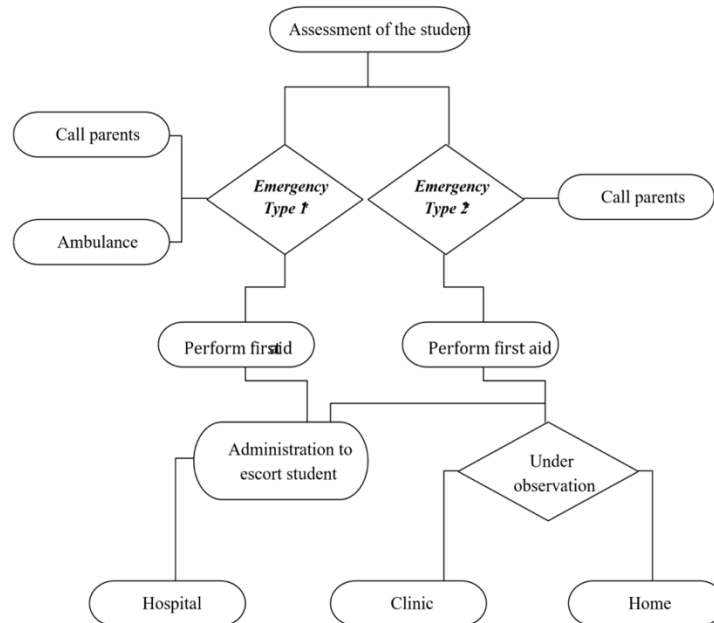 Assessment of the student
Call parents
Emergency
Type 1*
Emergency
Type 2*
Call parents
Ambulance
Perform first aid
Perform first aid
Administration to
escort student
Under
observation
Hospital
Clinic
Home